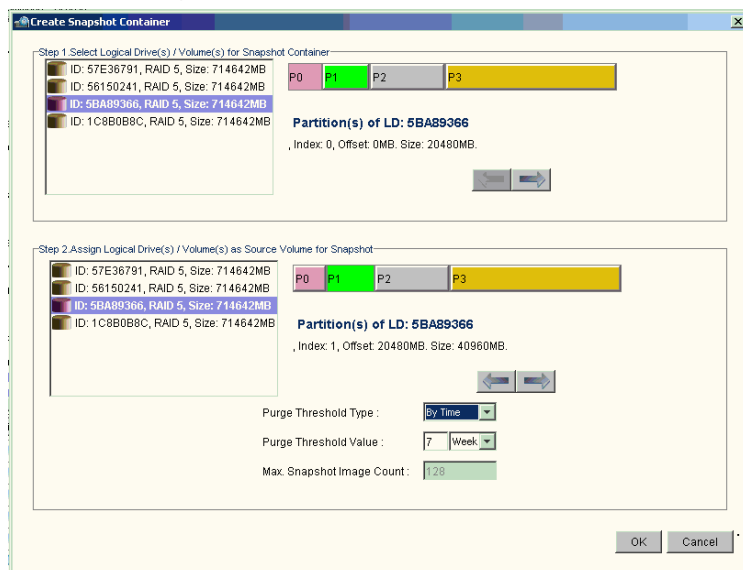 Create Snapshot Container
Step 1.Select Logical Drive(s) / Volume(s) for Snapshot Container
ID: 57E36791, RAID 5, Size: 714642MB
ID: 56150241, RAID 5, Size: 714642MB
ID: 5BA89366, RAID 5, Size: 714642MB
ID: 1C8B0B8C, RAID 5, Size: 714642MB
P0 P1 P2 P3
Partition(s) of LD: 5BA89366
, Index: 0, Offset: 0MB. Size: 20480MB.
Step 2.Assign Logical Drive(s) / Volume(s) as Source Volume for Snapshot
ID: 57E36791, RAID 5, Size: 714642MB
ID: 56150241, RAID 5, Size: 714642MB
ID: 5BA89366, RAID 5, Size: 714642MB
ID: 1C8B0B8C, RAID 5, Size: 714642MB
P0 P1 P2 P3
Partition(s) of LD: 5BA89366
, Index: 1, Offset: 20480MB. Size: 40960MB.
Purge Threshold Type : By Time
Purge Threshold Value : 7 Week
Max. Snapshot Image Count : 128
OK Cancel